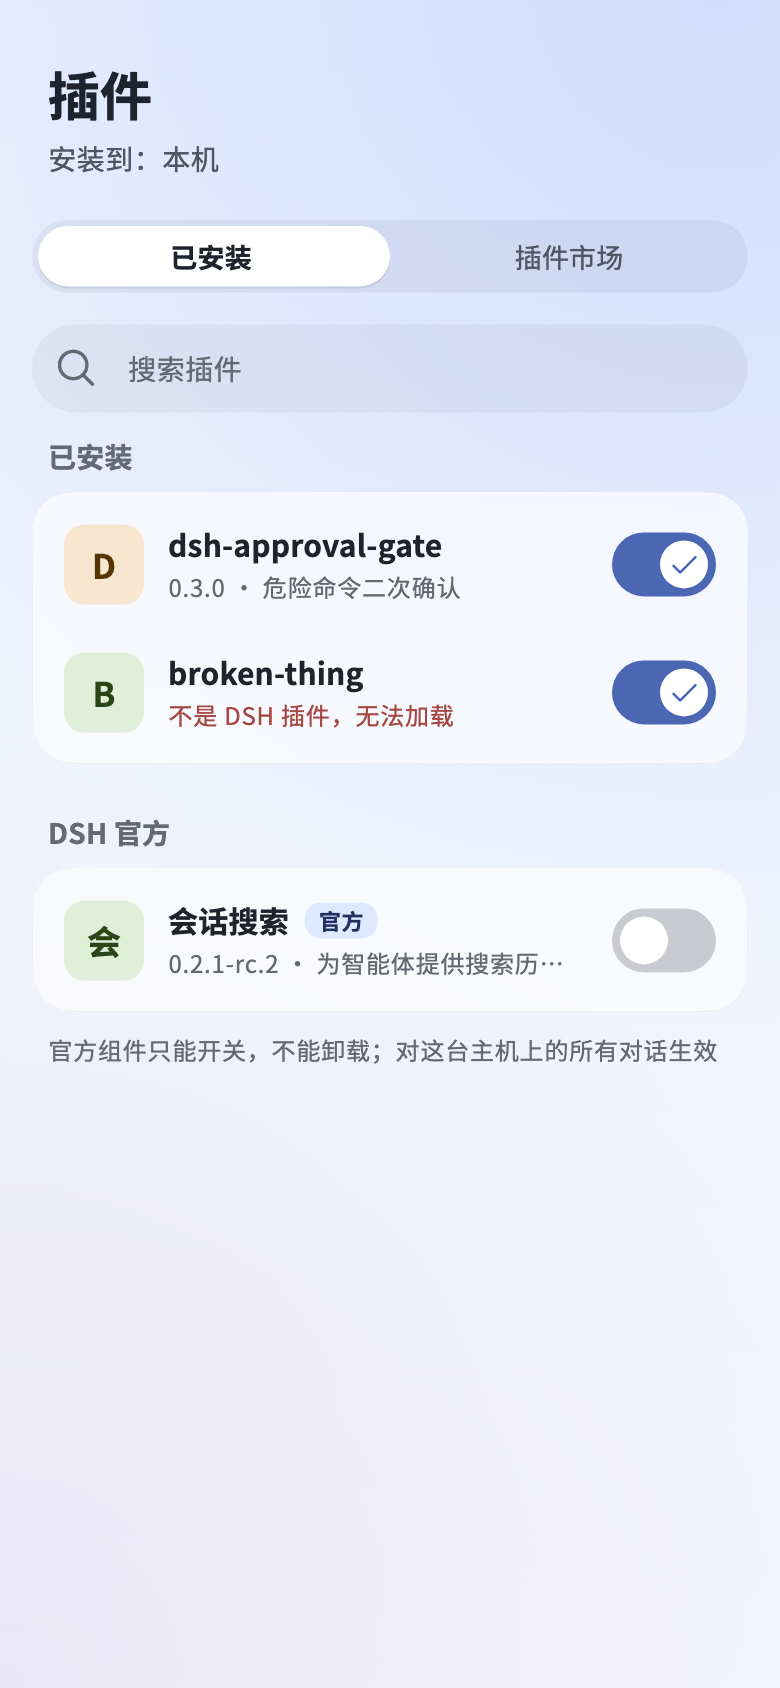 插件
安装到：本机
已安装
插件市场
搜索插件
已安装
D
dsh-approval-gate
0.3.0 · 危险命令二次确认
B
broken-thing
不是 DSH 插件，无法加载
DSH 官方
会
会话搜索 官方
0.2.1-rc.2 · 为智能体提供搜索历…
官方组件只能开关，不能卸载；对这台主机上的所有对话生效